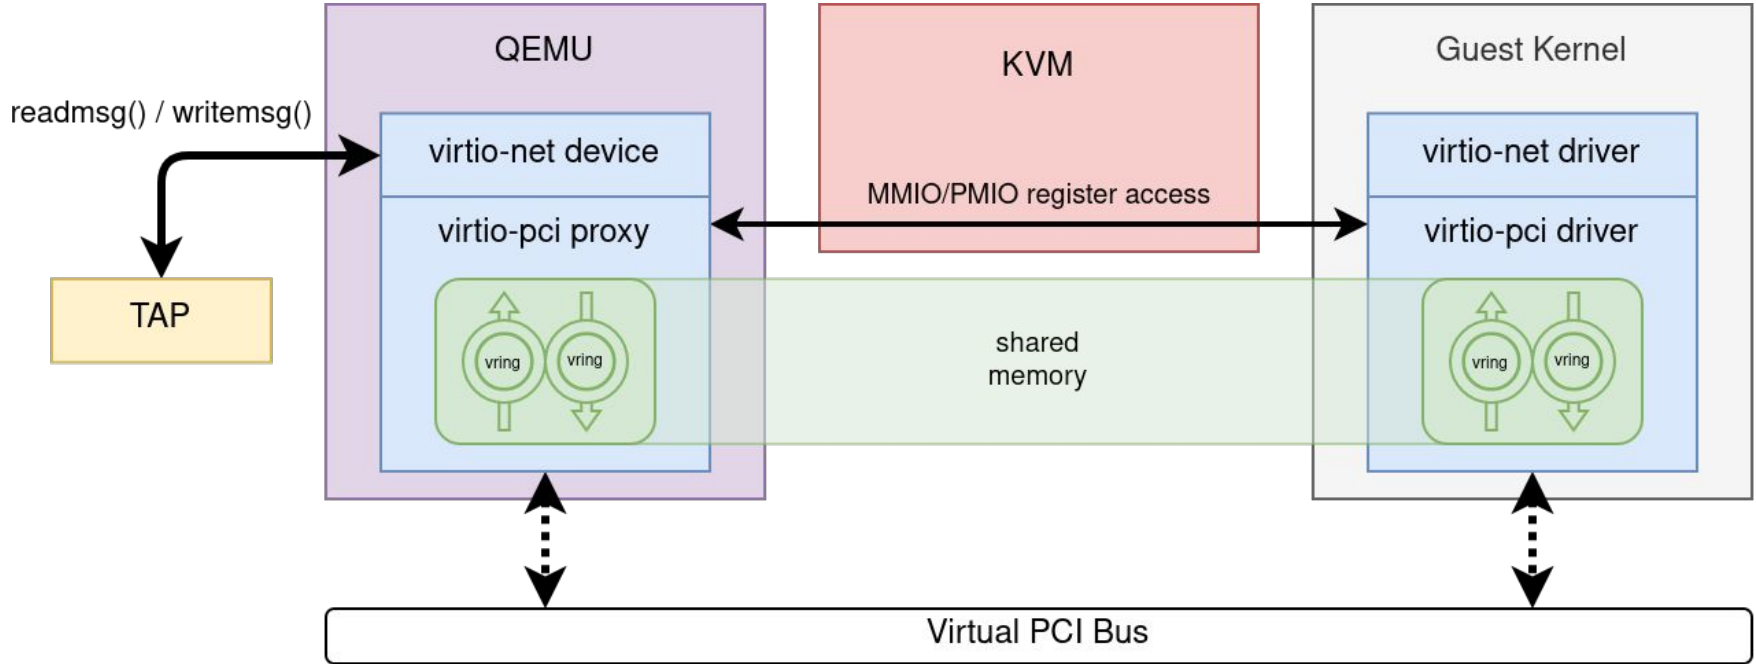 QEMU
KVM
Guest Kernel
readmsg() / writemsg()
virtio-net device
virtio-net driver
MMIO/PMIO register access
virtio-pci proxy
virtio-pci driver
TAP
vring
vring
shared
memory
vring
vring
Virtual PCI Bus